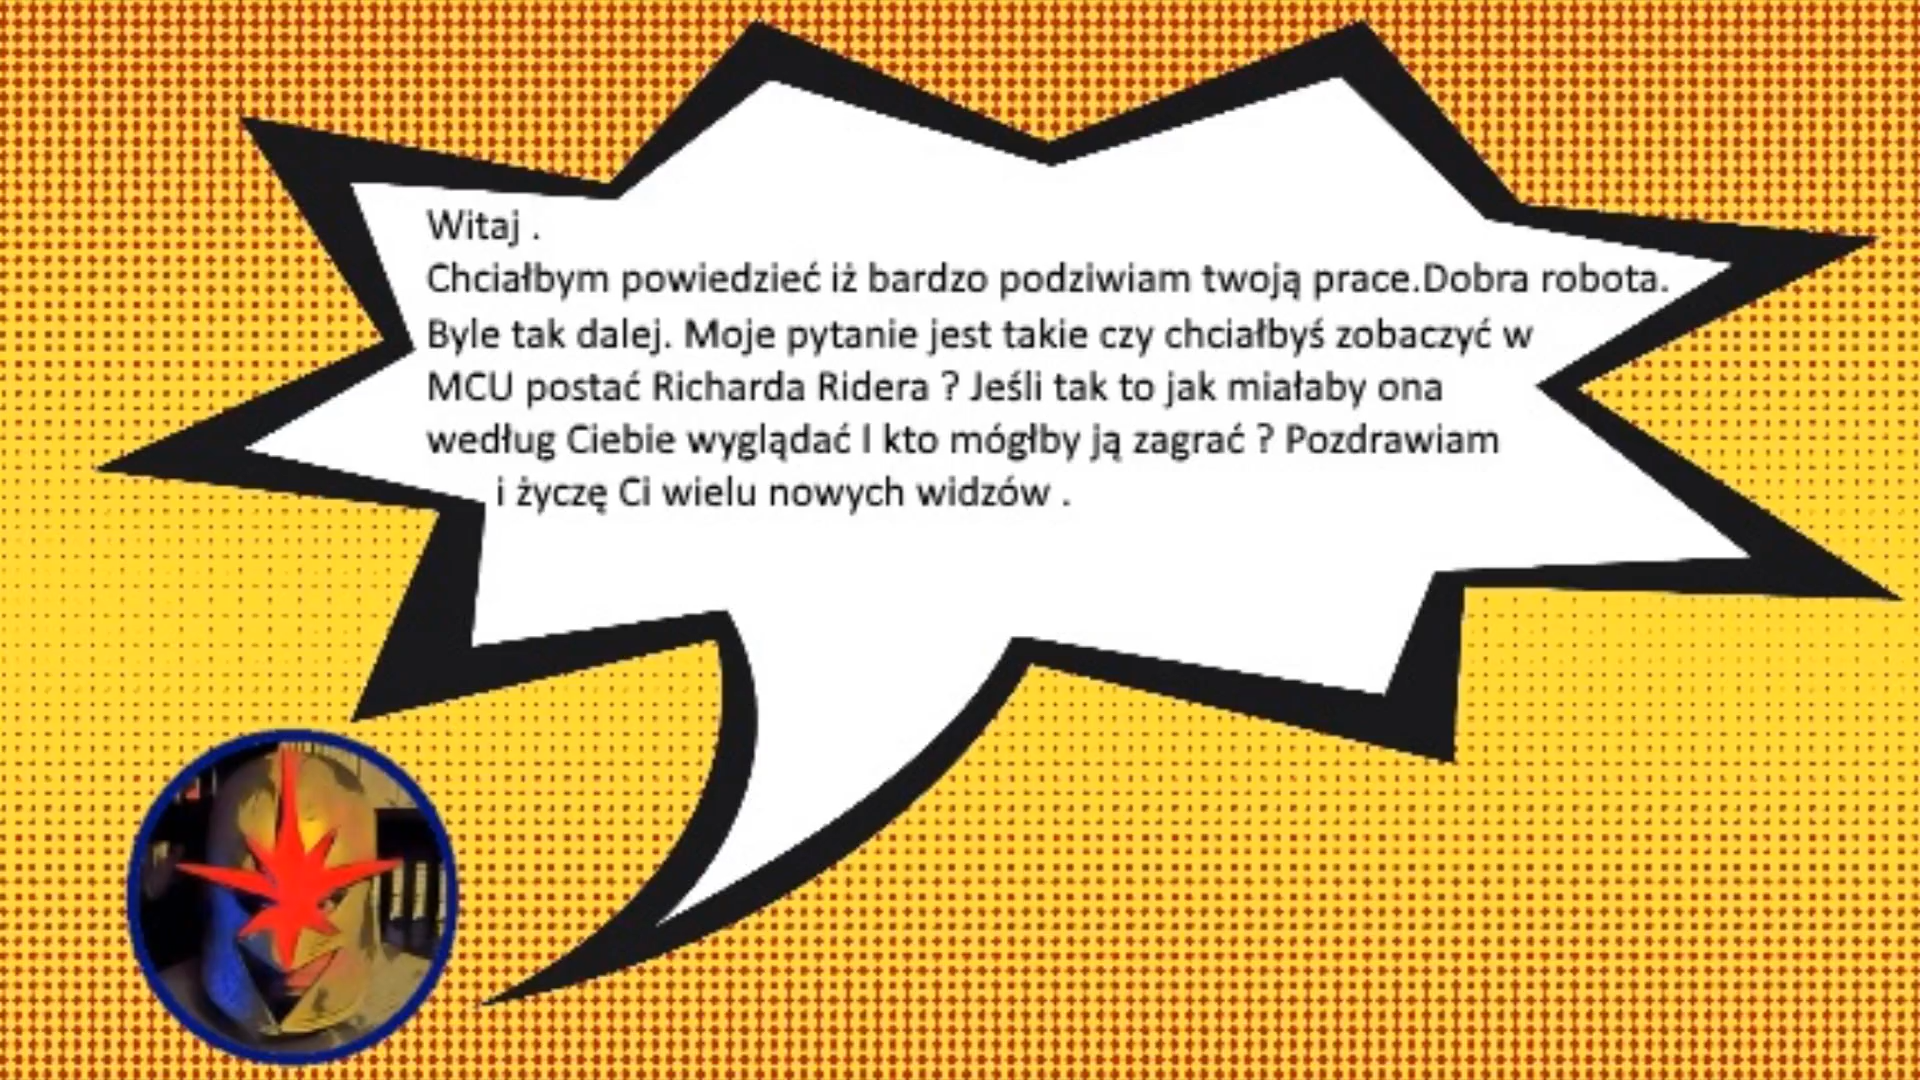 Witaj .
Chciałbym powiedzieć iż bardzo podziwiam twoją prace.Dobra robota.
Byle tak dalej. Moje pytanie jest takie czy chciałbyś zobaczyć w
MCU postać Richarda Ridera ? Jeśli tak to jak miałaby ona
według Ciebie wyglądać I kto mógłby ją zagrać ? Pozdrawiam
i życzę Ci wielu nowych widzów .